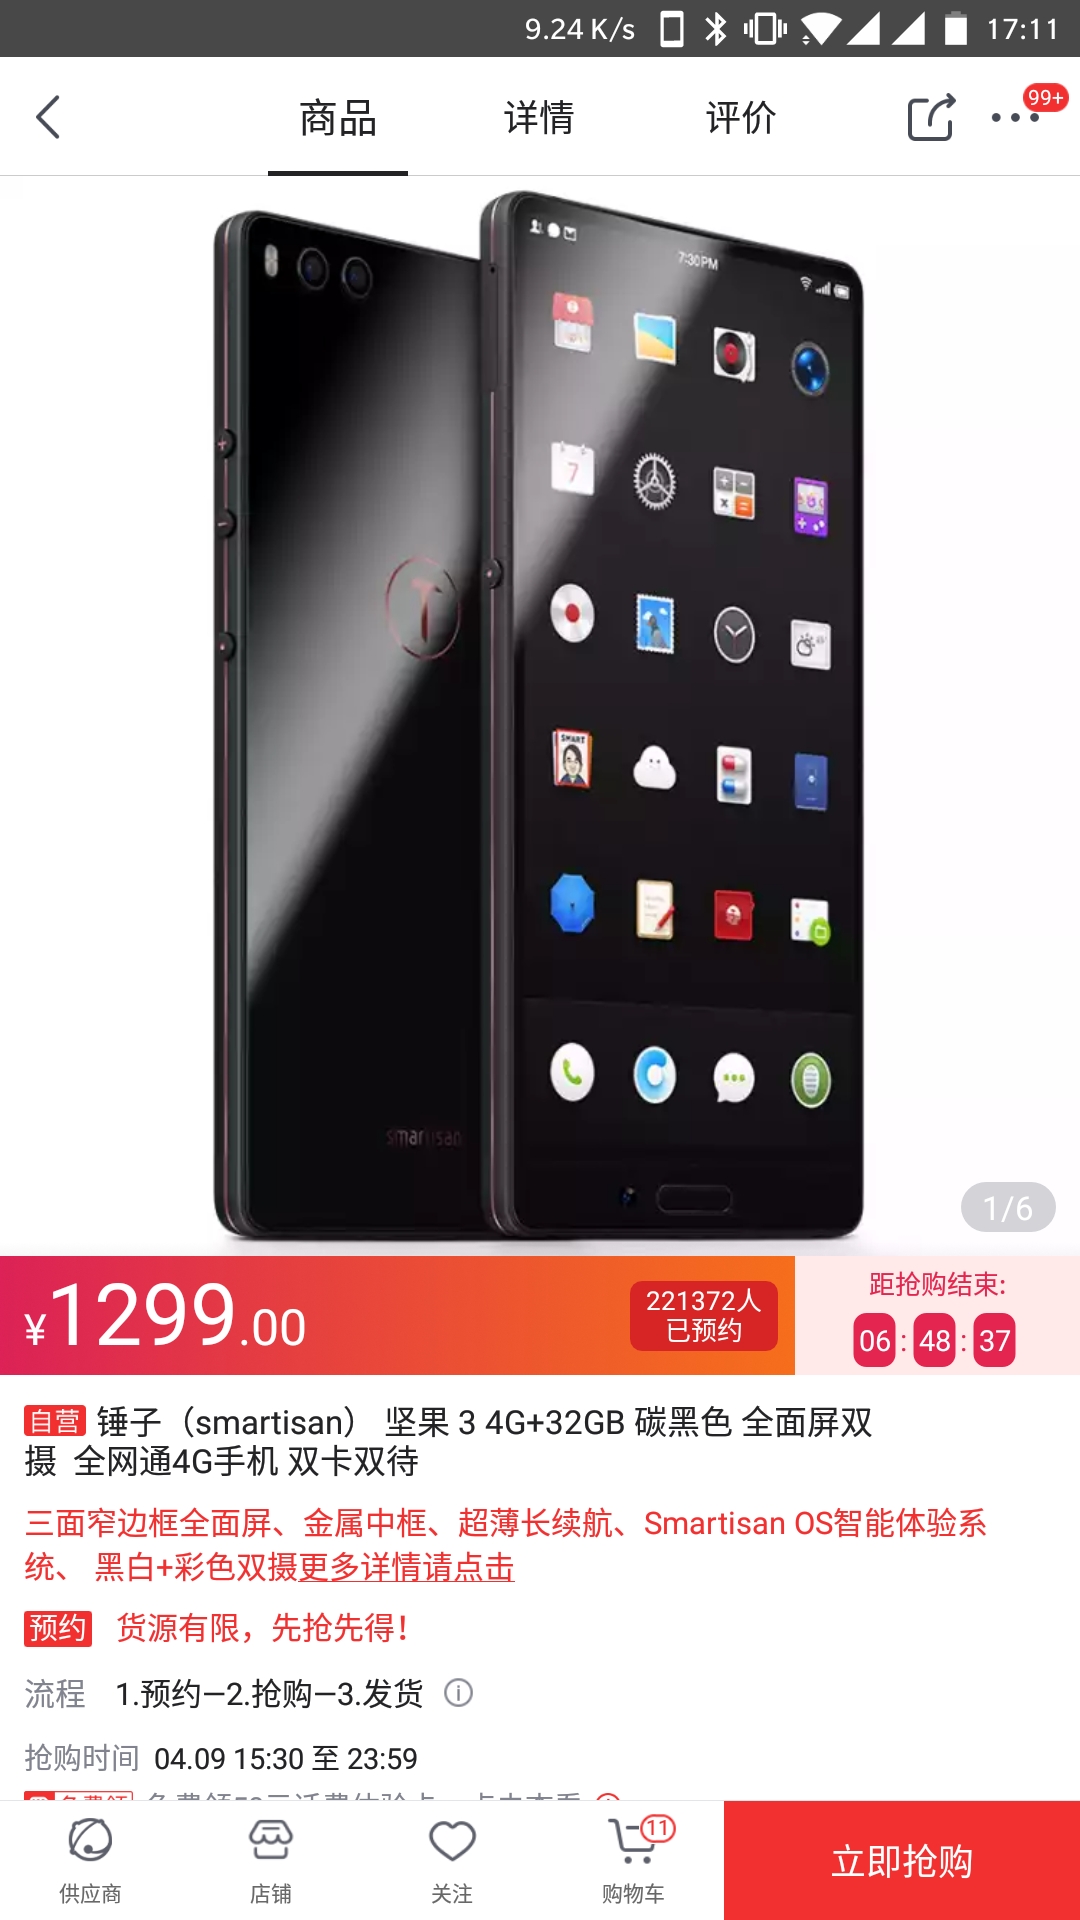 9.24 K/s 17:11
商品 详情 评价 99+
7:30PM
7
SMART
smartisan
1/6
¥1299.00
221372人
已预约
距抢购结束:
06:48:37
自营 锤子（smartisan） 坚果 3 4G+32GB 碳黑色 全面屏双
摄 全网通4G手机 双卡双待
三面窄边框全面屏、金属中框、超薄长续航、Smartisan OS智能体验系
统、 黑白+彩色双摄更多详情请点击
预约 货源有限，先抢先得！
流程 1.预约—2.抢购—3.发货
抢购时间 04.09 15:30 至 23:59
11
供应商 店铺 关注 购物车 立即抢购